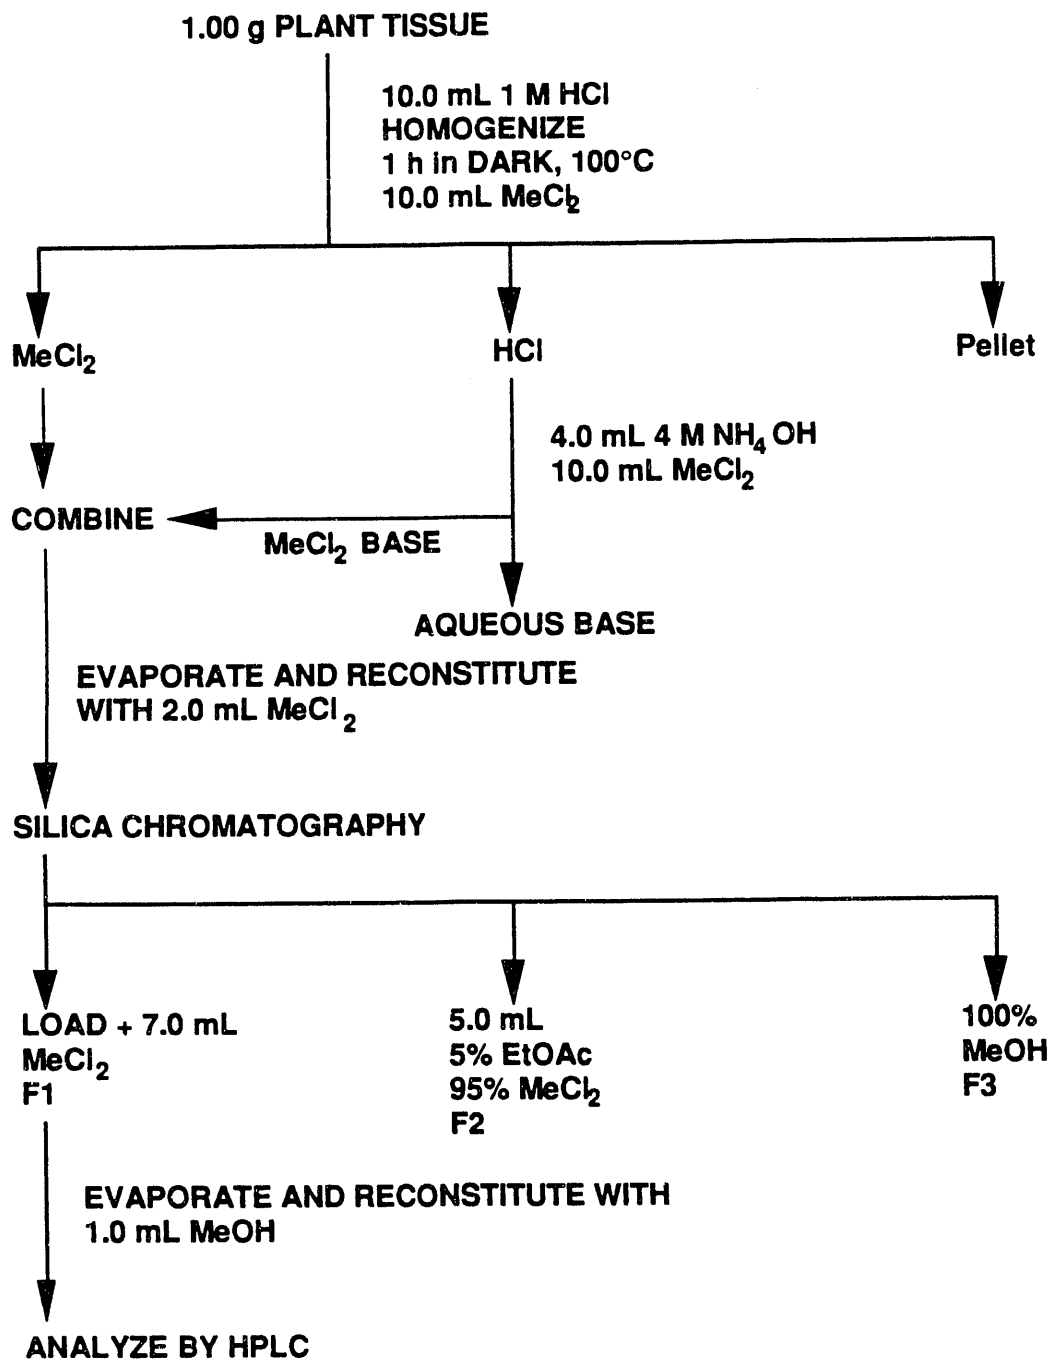 1.00 g PLANT TISSUE
10.0 mL 1 M HCl
HOMOGENIZE
1 h in DARK, 100°C
10.0 mL MeCl₂
MeCl₂
HCl
Pellet
4.0 mL 4 M NH₄ OH
10.0 mL MeCl₂
COMBINE
MeCl₂ BASE
AQUEOUS BASE
EVAPORATE AND RECONSTITUTE
WITH 2.0 mL MeCl₂
SILICA CHROMATOGRAPHY
LOAD + 7.0 mL
MeCl₂
F1
5.0 mL
5% EtOAc
95% MeCl₂
F2
100%
MeOH
F3
EVAPORATE AND RECONSTITUTE WITH
1.0 mL MeOH
ANALYZE BY HPLC